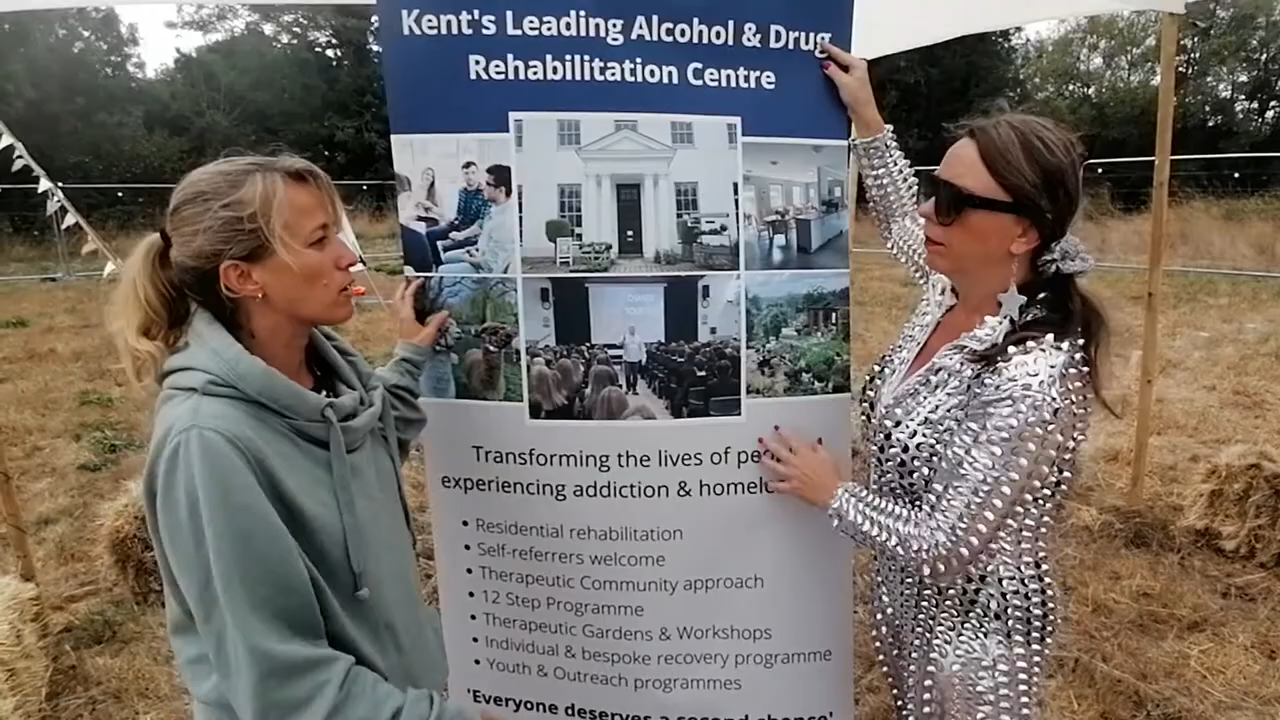 Kent's Leading Alcohol & Drug
Rehabilitation Centre
Transforming the lives of
experiencing addiction &
• Residential rehabilitation
• Self-referrers welcome
• Therapeutic Community approach
• 12 Step Programme
• Therapeutic Gardens & Workshops
• Individual & bespoke recovery programme
• Youth & Outreach programmes
'Everyone deserves a second chance'